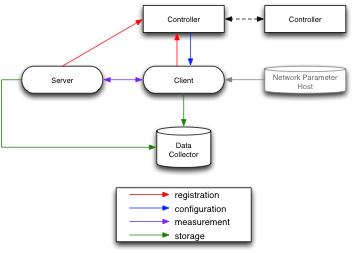 Controller
Controller
Server
Client
Network Parameter
Host
Data
Collector
registration
configuration
measurement
storage